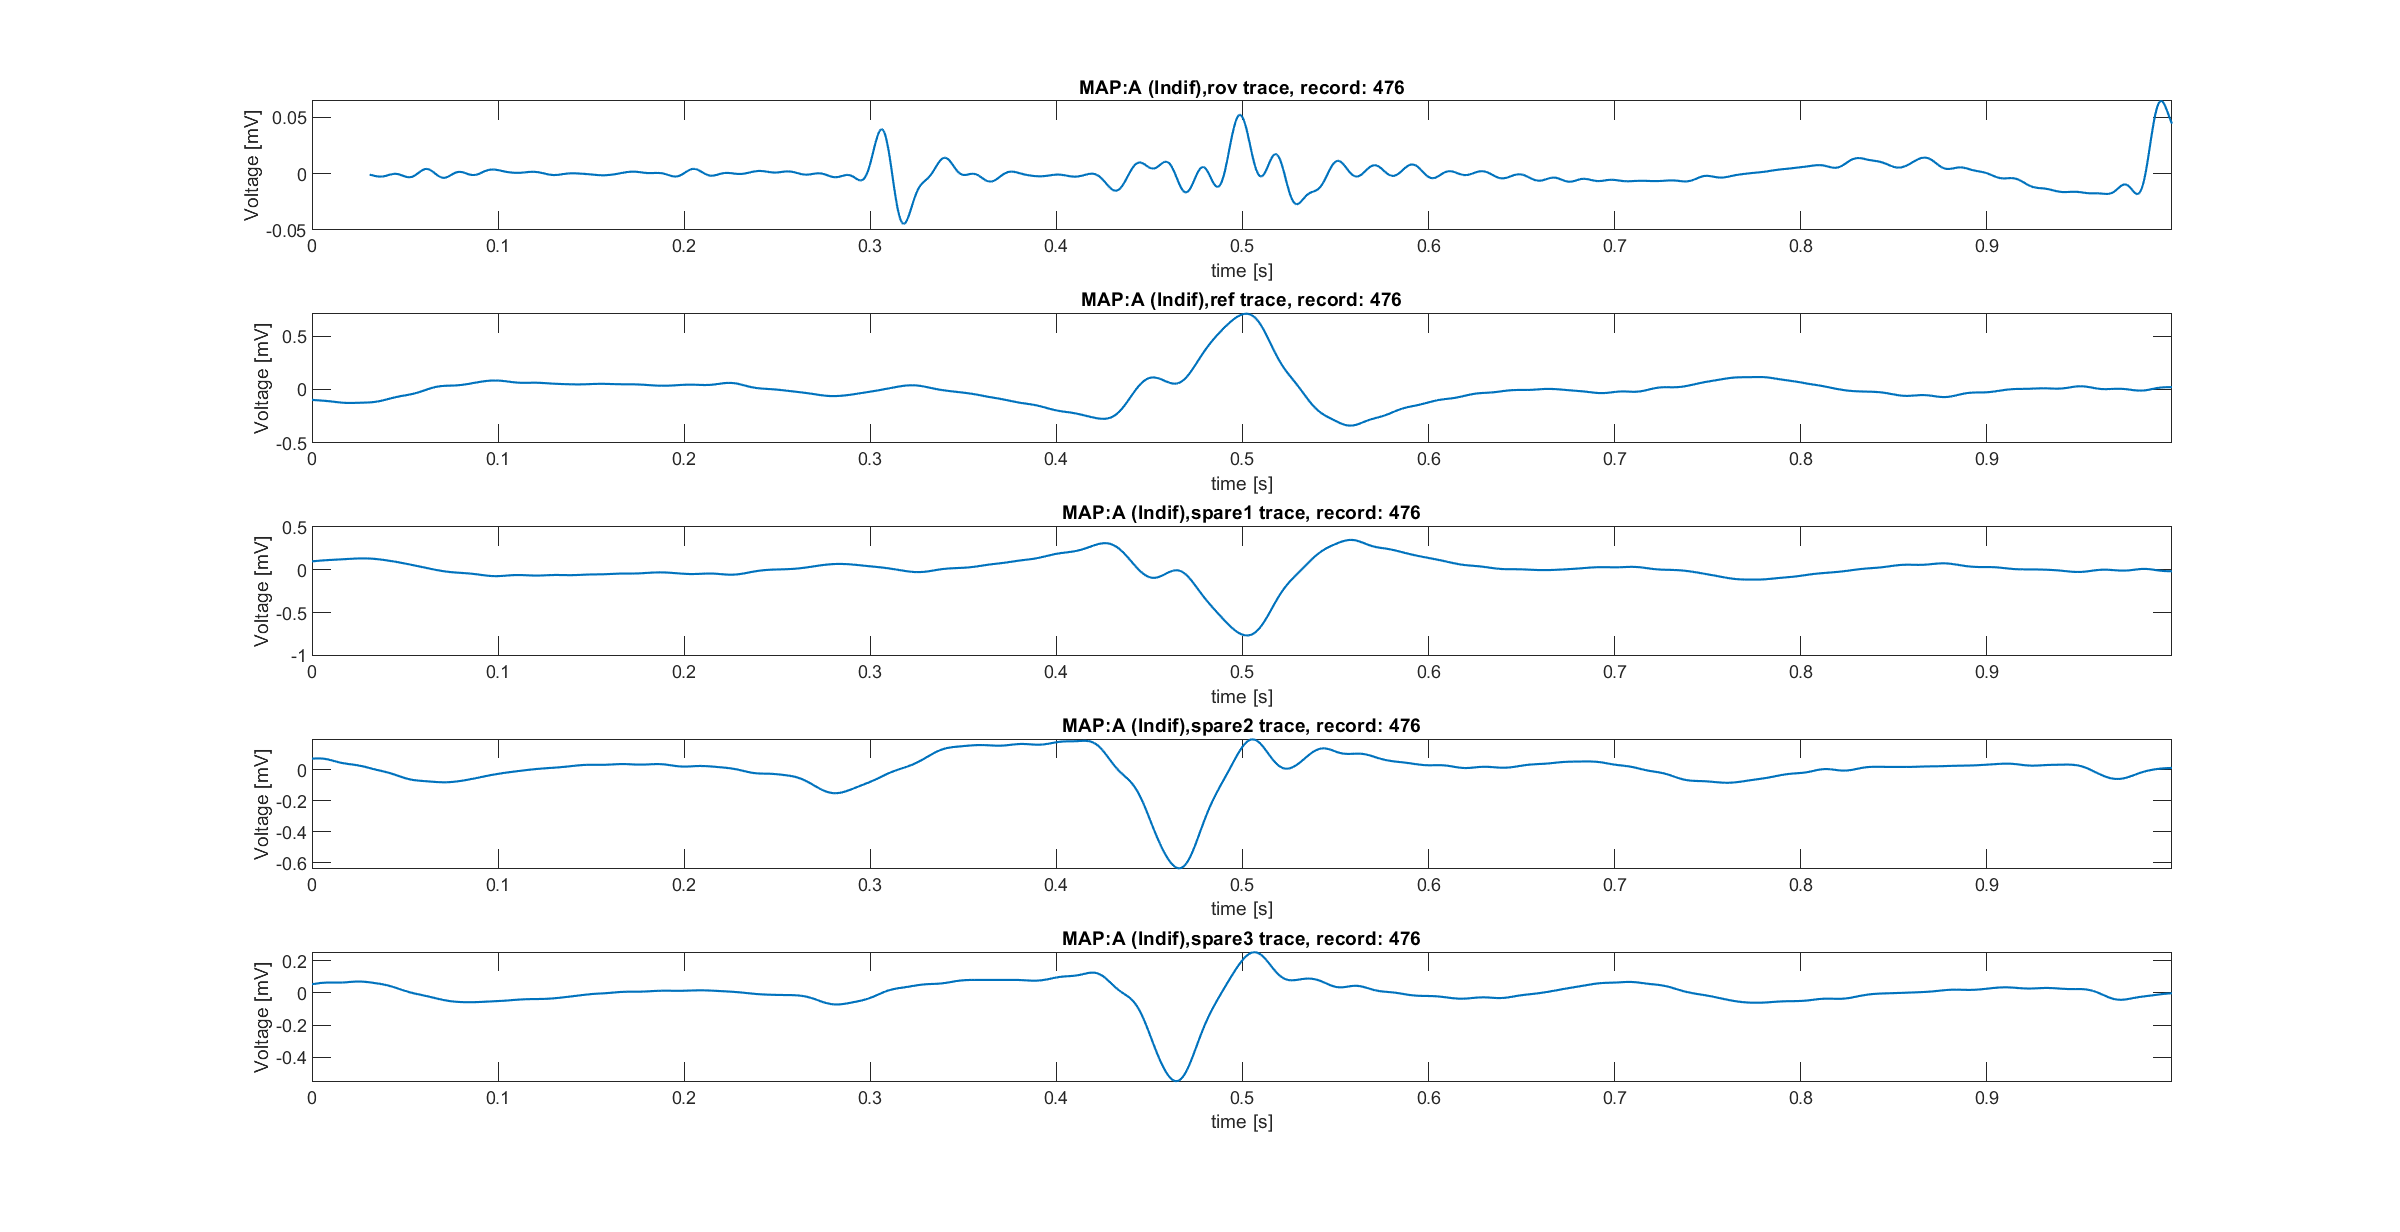 MAP:A (Indif),rov trace, record: 476
Voltage [mV]
0.05
0
-0.05
0 0.1 0.2 0.3 0.4 0.5 0.6 0.7 0.8 0.9
time [s]
MAP:A (Indif),ref trace, record: 476
Voltage [mV]
0.5
0
-0.5
0 0.1 0.2 0.3 0.4 0.5 0.6 0.7 0.8 0.9
time [s]
MAP:A (Indif),spare1 trace, record: 476
Voltage [mV]
0.5
0
-0.5
-1
0 0.1 0.2 0.3 0.4 0.5 0.6 0.7 0.8 0.9
time [s]
MAP:A (Indif),spare2 trace, record: 476
Voltage [mV]
0
-0.2
-0.4
-0.6
0 0.1 0.2 0.3 0.4 0.5 0.6 0.7 0.8 0.9
time [s]
MAP:A (Indif),spare3 trace, record: 476
Voltage [mV]
0.2
0
-0.2
-0.4
0 0.1 0.2 0.3 0.4 0.5 0.6 0.7 0.8 0.9
time [s]